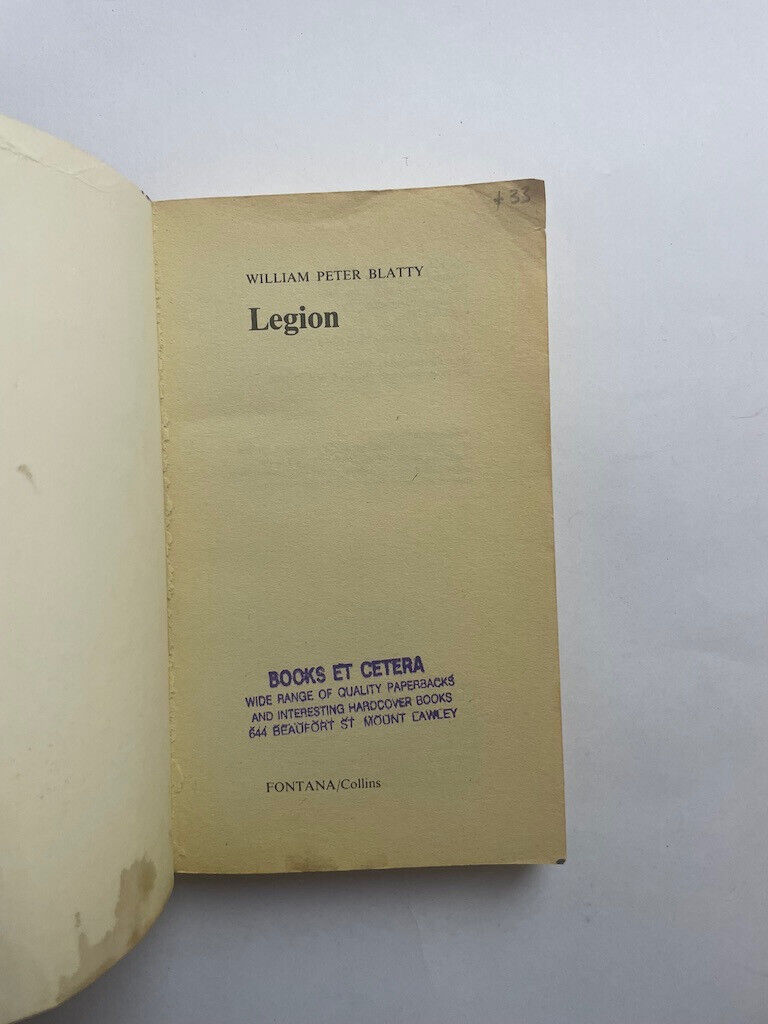 33
WILLIAM PETER BLATTY
Legion
BOOKS ET CETERA
WIDE RANGE OF QUALITY PAPERBACKS
AND INTERESTING HARDCOVER BOOKS
644 BEAUFORT ST MOUNT LAWLEY
FONTANA/Collins